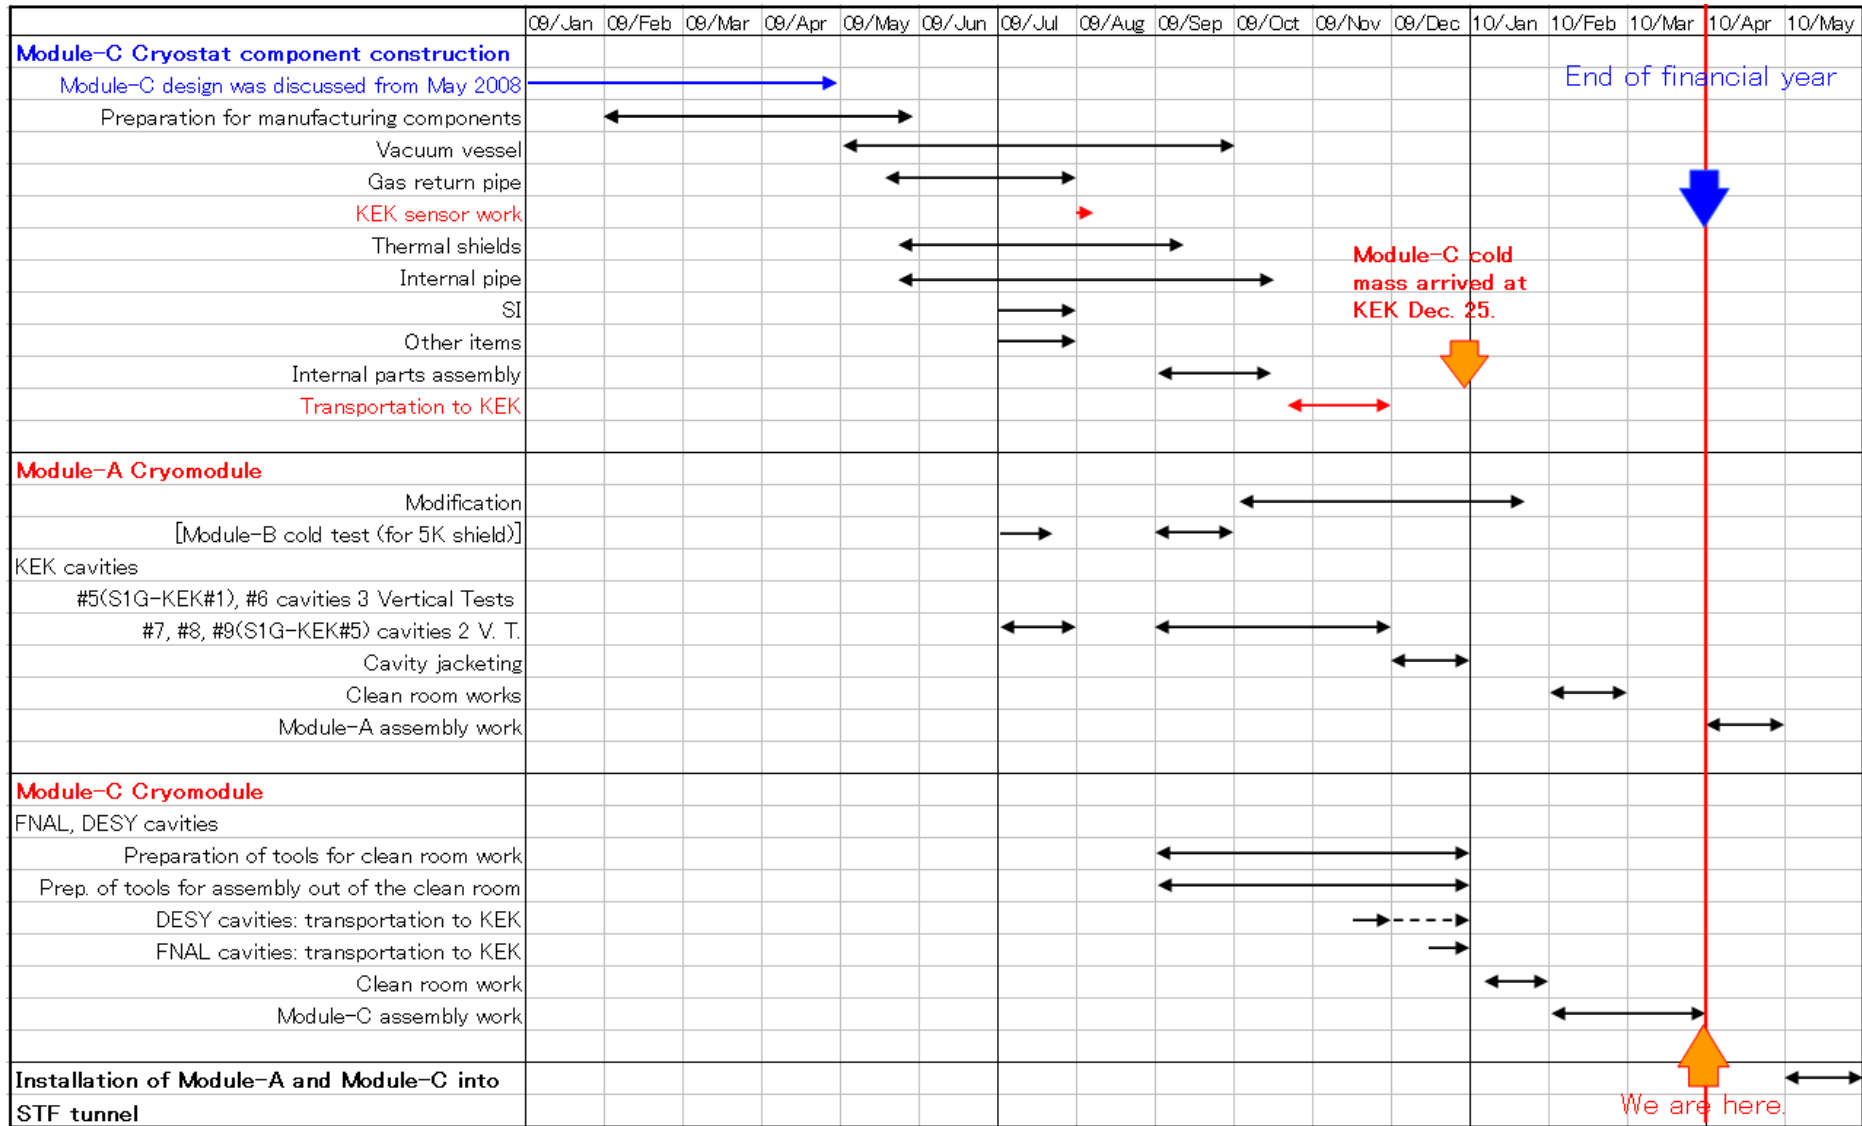 09/Jan 09/Feb 09/Mar 09/Apr 09/May 09/Jun 09/Jul 09/Aug 09/Sep 09/Oct 09/Nov 09/Dec 10/Jan 10/Feb 10/Mar 10/Apr 10/May
Module-C Cryostat component construction
Module-C design was discussed from May 2008
End of financial year
Preparation for manufacturing components
Vacuum vessel
Gas return pipe
KEK sensor work
Thermal shields
Module-C cold
mass arrived at
KEK Dec. 25.
Internal pipe
SI
Other items
Internal parts assembly
Transportation to KEK
Module-A Cryomodule
Modification
[Module-B cold test (for 5K shield)]
KEK cavities
#5(S1G-KEK#1), #6 cavities 3 Vertical Tests
#7, #8, #9(S1G-KEK#5) cavities 2 V. T.
Cavity jacketing
Clean room works
Module-A assembly work
Module-C Cryomodule
FNAL, DESY cavities
Preparation of tools for clean room work
Prep. of tools for assembly out of the clean room
DESY cavities: transportation to KEK
FNAL cavities: transportation to KEK
Clean room work
Module-C assembly work
Installation of Module-A and Module-C into
STF tunnel
We are here.